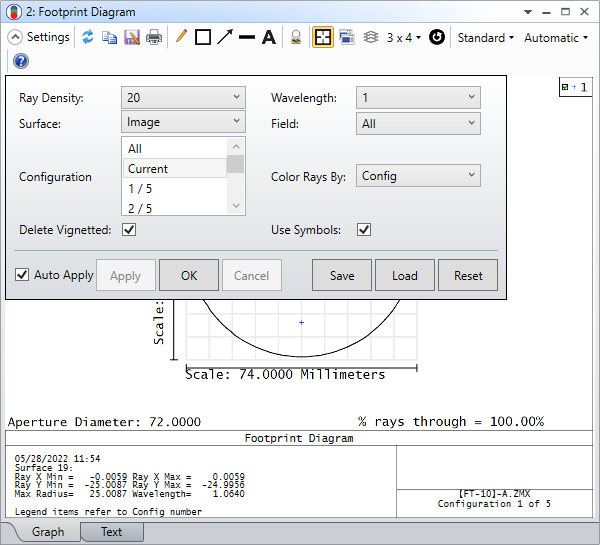 2: Footprint Diagram
Settings A 3 x 4 Standard Automatic
?
1
Ray Density: 20 Wavelength: 1
Surface: Image Field: All
Configuration All
Current
1 / 5
2 / 5
Color Rays By: Config
Delete Vignetted: Use Symbols:
Auto Apply Apply OK Cancel Save Load Reset
Scale:
Scale: 74.0000 Millimeters
Aperture Diameter: 72.0000 % rays through = 100.00%
Footprint Diagram
05/28/2022 11:54
Surface 19:
Ray X Min = -0.0059 Ray X Max = 0.0059
Ray Y Min = -25.0087 Ray Y Max = -24.9956
Max Radius= 25.0087 Wavelength= 1.0640
Legend items refer to Config number
[FT-10]-A.ZMX
Configuration 1 of 5
Graph Text